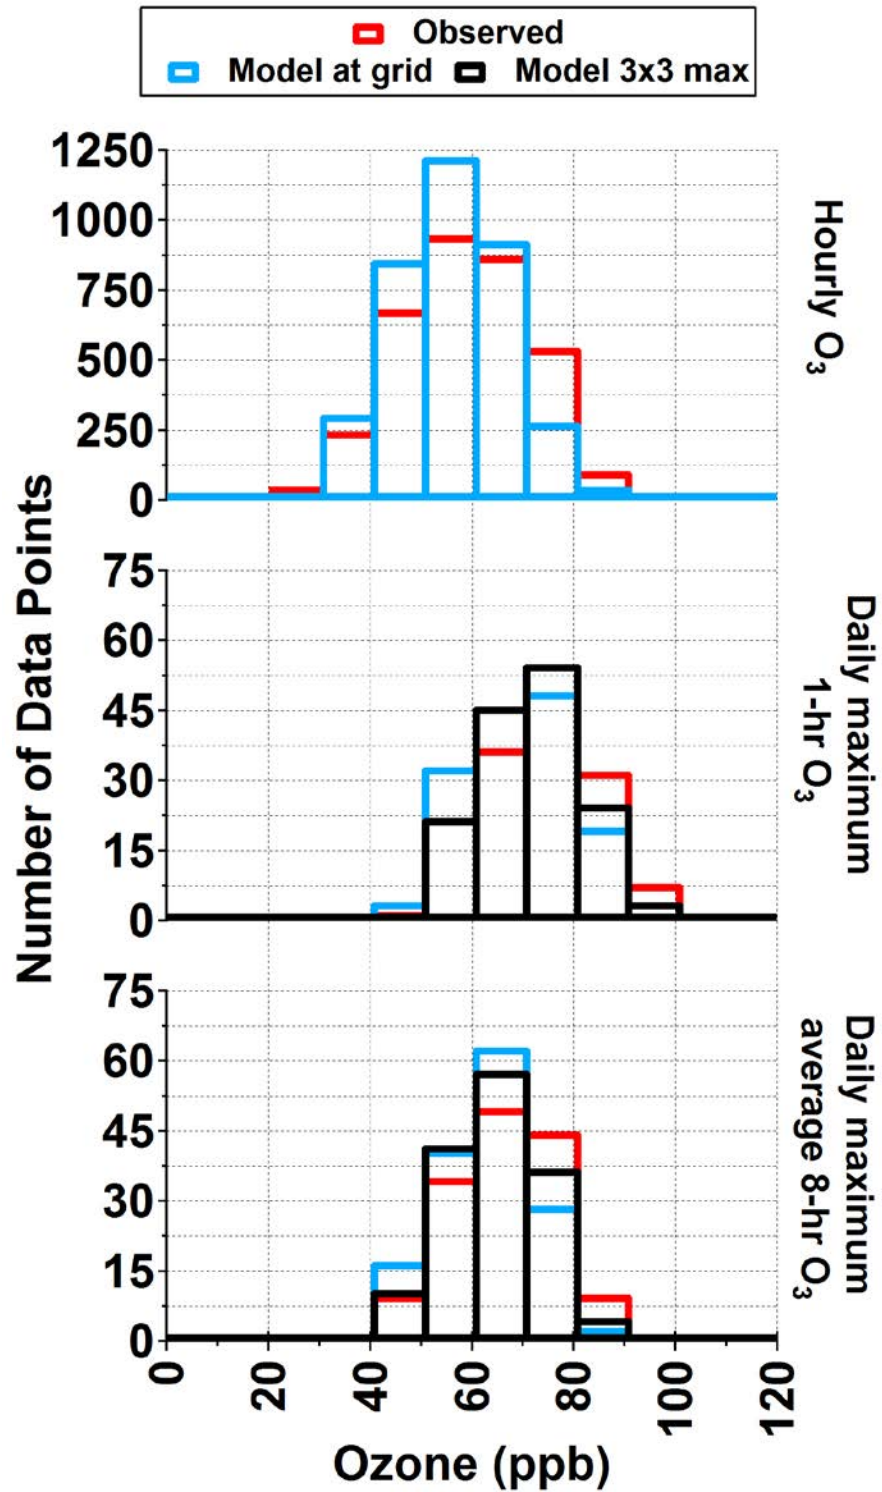 Observed
Model at grid Model 3x3 max
1250
1000
750
500
250
0
Hourly O3
75
60
45
30
15
0
Daily maximum
1-hr O3
75
60
45
30
15
0
Daily maximum
average 8-hr O3
Number of Data Points
0 20 40 60 80 100 120
Ozone (ppb)